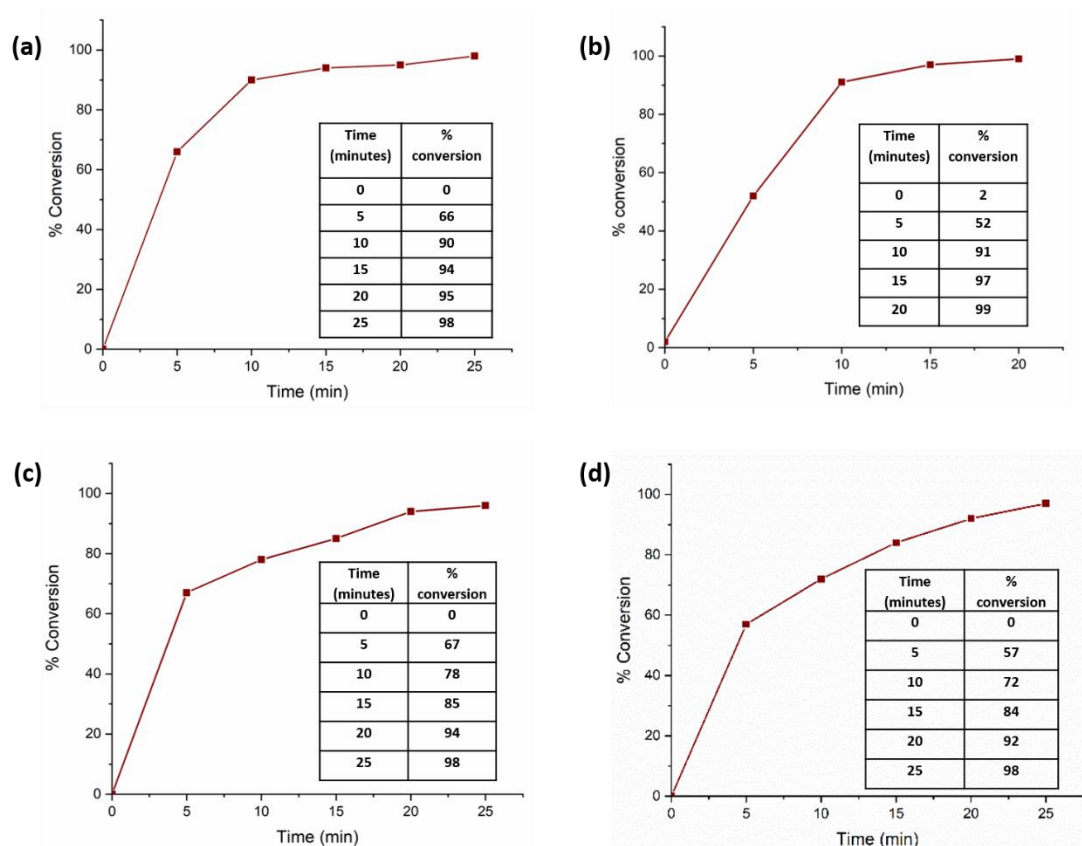 (a)
% Conversion
100
80
60
40
20
0
0 5 10 15 20 25
Time (min)
Time (minutes) % conversion
0 0
5 66
10 90
15 94
20 95
25 98
(b)
% conversion
100
80
60
40
20
0
0 5 10 15 20
Time (min)
Time (minutes) % conversion
0 2
5 52
10 91
15 97
20 99
(c)
% Conversion
100
80
60
40
20
0
0 5 10 15 20 25
Time (min)
Time (minutes) % conversion
0 0
5 67
10 78
15 85
20 94
25 98
(d)
% Conversion
100
80
60
40
20
0
0 5 10 15 20 25
Time (min)
Time (minutes) % conversion
0 0
5 57
10 72
15 84
20 92
25 98